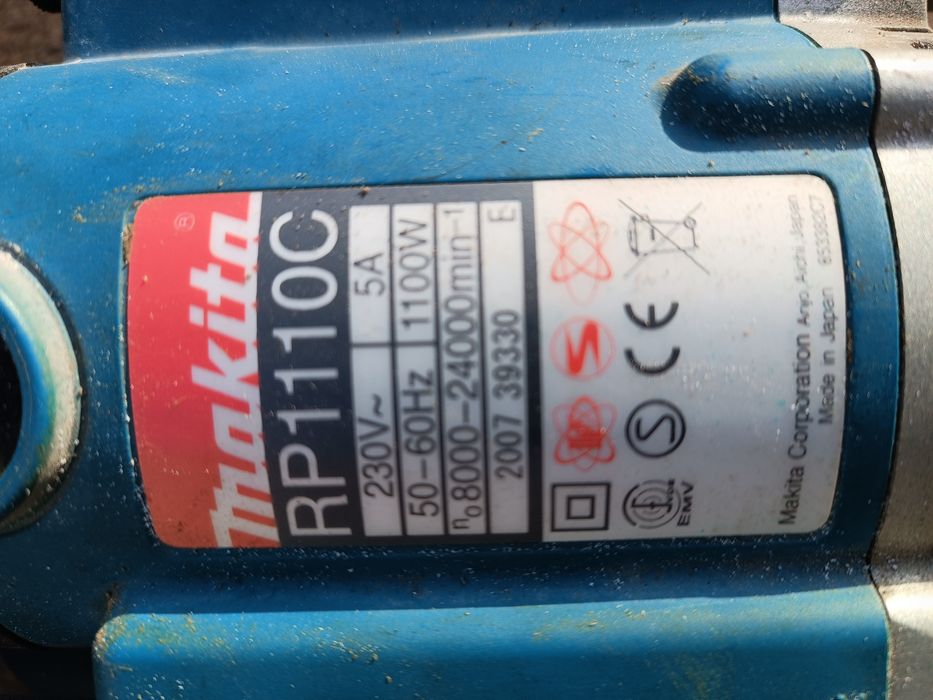 makita®
RP1110C
230V~ 5A
50-60Hz 1100W
n₀8000-24000min⁻¹
2007 39330 E
S
CE
S
EMV
Makita Corporation Anjo, Aichi, Japan
Made in Japan